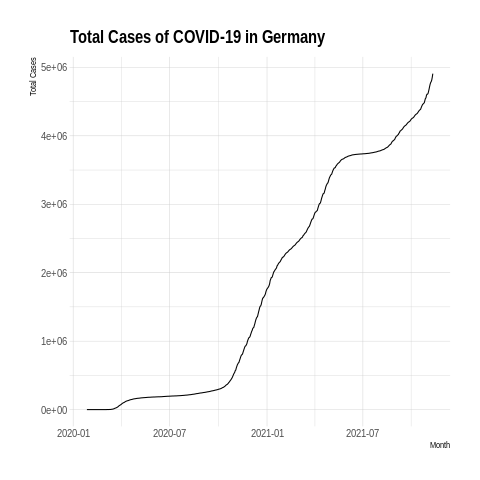 Total Cases of COVID-19 in Germany
Total Cases
5e+06
4e+06
3e+06
2e+06
1e+06
0e+00
2020-01 2020-07 2021-01 2021-07
Month